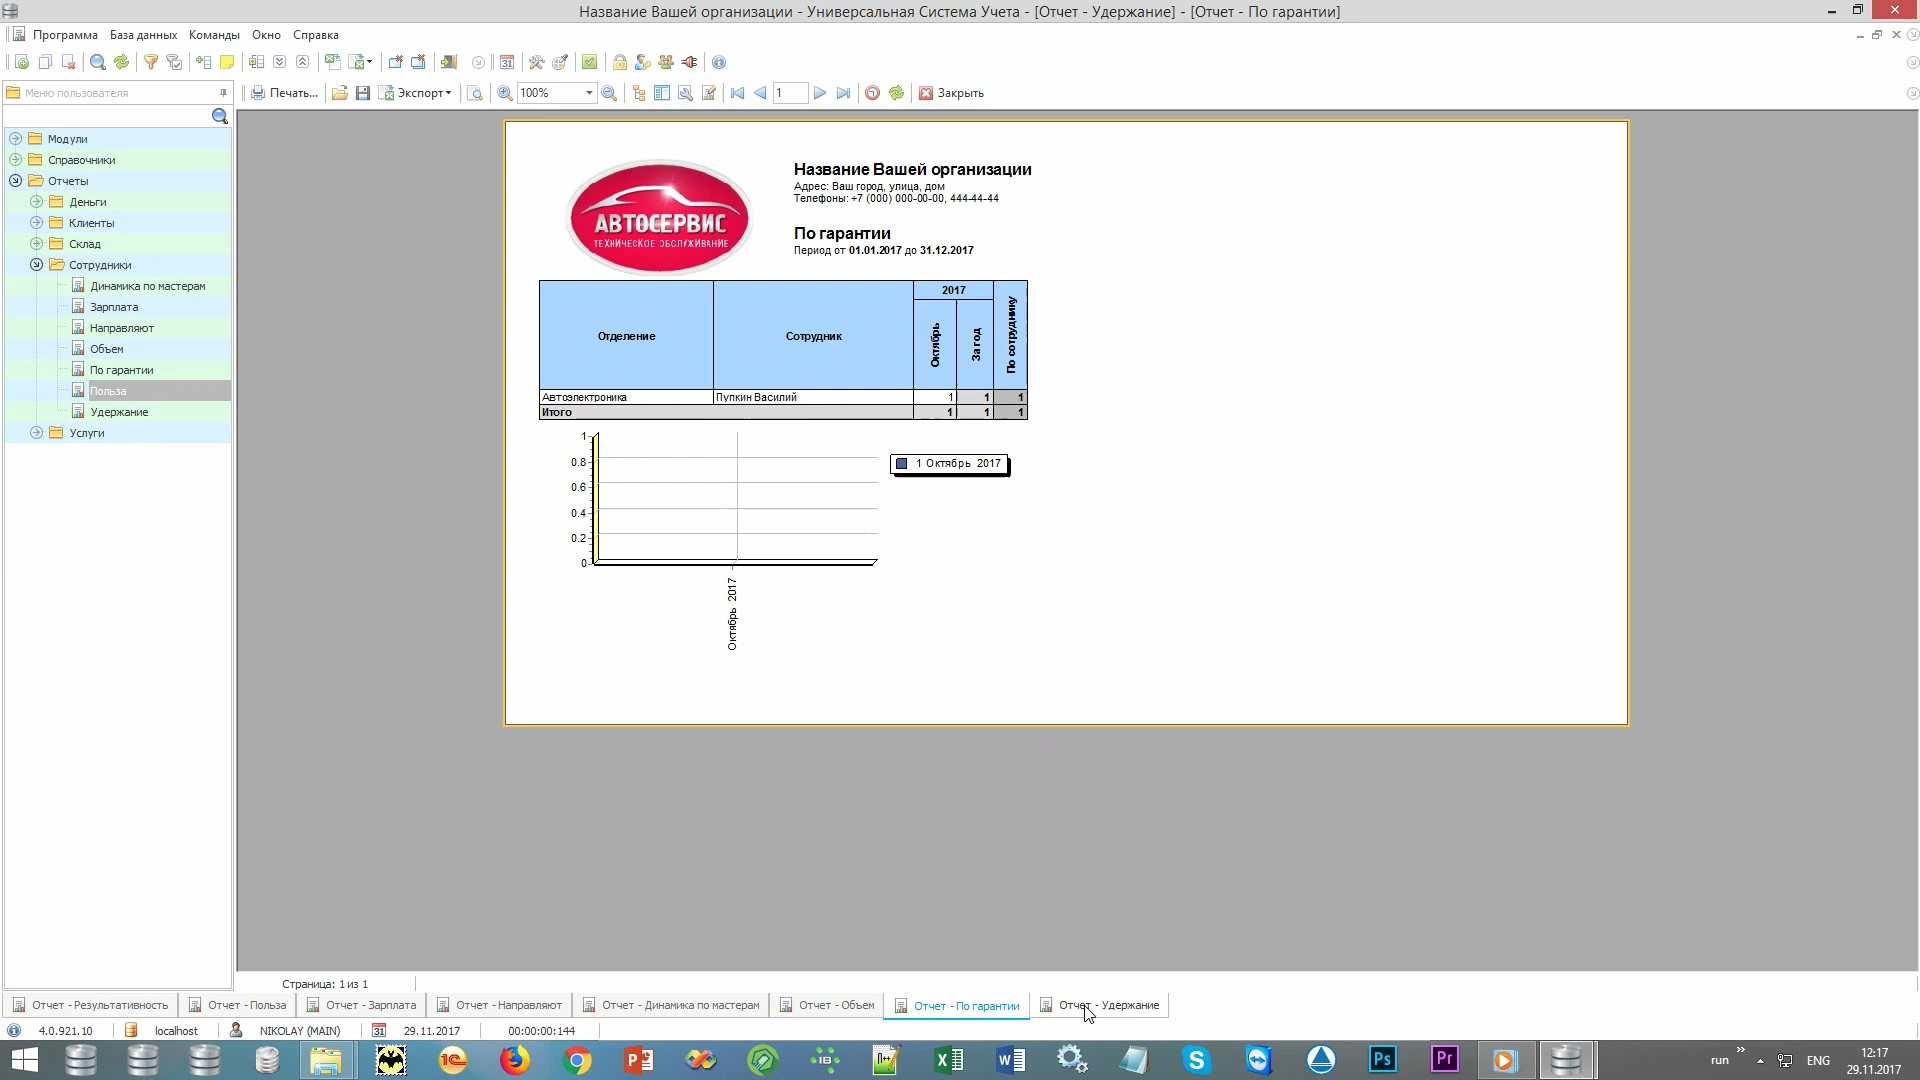 Название Вашей организации - Универсальная Система Учета - [Отчет - Удержание] - [Отчет - По гарантии]
Программа База данных Команды Окно Справка
Меню пользователя
Печать... Экспорт 100% 1 Закрыть
Модули
Справочники
Отчеты
Деньги
Клиенты
Склад
Сотрудники
Динамика по мастерам
Зарплата
Направляют
Объем
По гарантии
Польза
Удержание
Услуги
АВТОСЕРВИС
ТЕХНИЧЕСКОЕ ОБСЛУЖИВАНИЕ
Название Вашей организации
Адрес: Ваш город, улица, дом
Телефоны: +7 (000) 000-00-00, 444-44-44
По гарантии
Период от 01.01.2017 до 31.12.2017
Отделение Сотрудник 2017 Октябрь За год По сотруднику
Автоэлектроника Пупкин Василий 1 1 1
Итого 1 1 1
1
0.8
0.6
0.4
0.2
0
Октябрь 2017
1 Октябрь 2017
Страница: 1 из 1
Отчет - Результативность Отчет - Польза Отчет - Зарплата Отчет - Направляют Отчет - Динамика по мастерам Отчет - Объем Отчет - По гарантии Отчет - Удержание
4.0.921.10 localhost NIKOLAY (MAIN) 29.11.2017 00:00:00:144
run ENG 12:17
29.11.2017